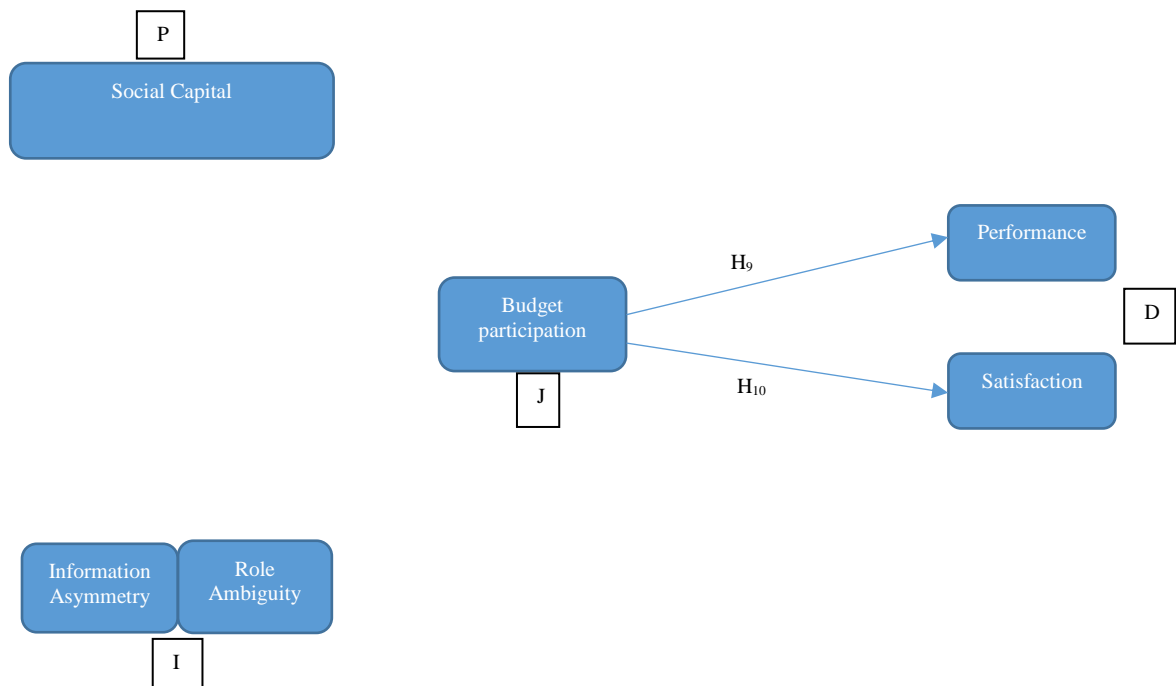 P
Social Capital
Performance
H₉
D
Budget
participation
Satisfaction
H₁₀
J
Information
Asymmetry
Role
Ambiguity
I